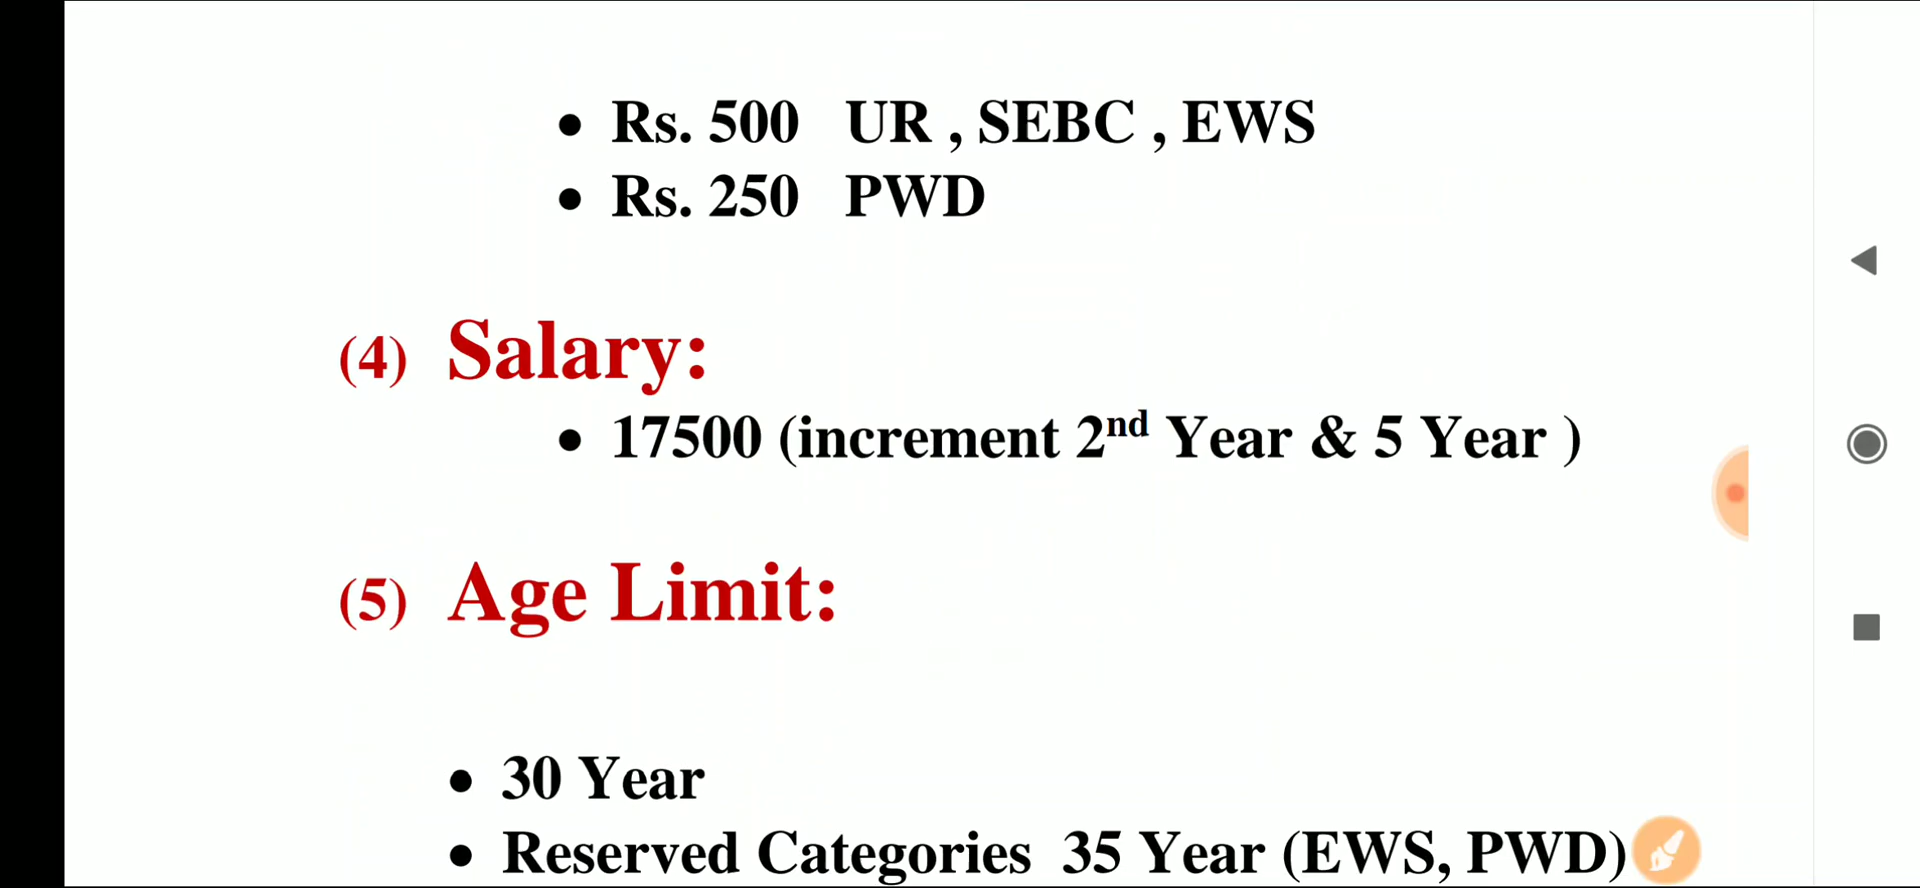 • Rs. 500 UR , SEBC , EWS
• Rs. 250 PWD
(4) Salary:
• 17500 (increment 2nd Year & 5 Year )
(5) Age Limit:
• 30 Year
• Reserved Categories 35 Year (EWS, PWD)